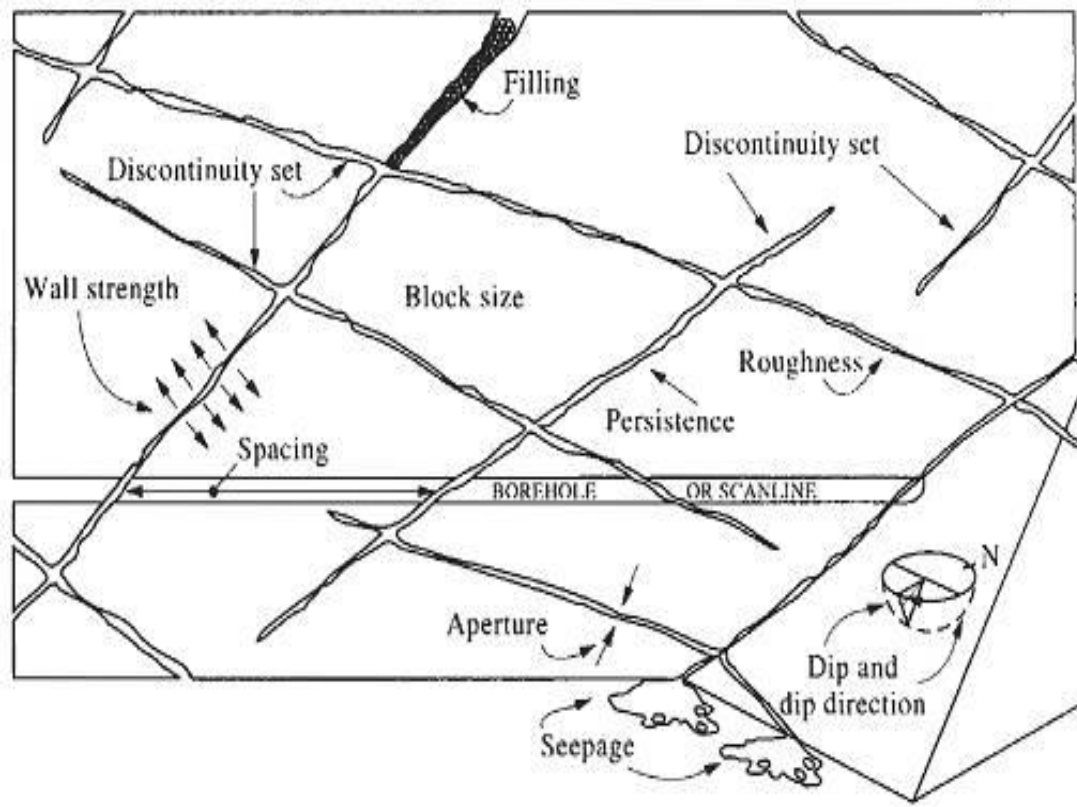 Filling
Discontinuity set
Discontinuity set
Wall strength
Block size
Roughness
Persistence
Spacing
BOREHOLE OR SCANLINE
N
Aperture
Dip and
dip direction
Seepage